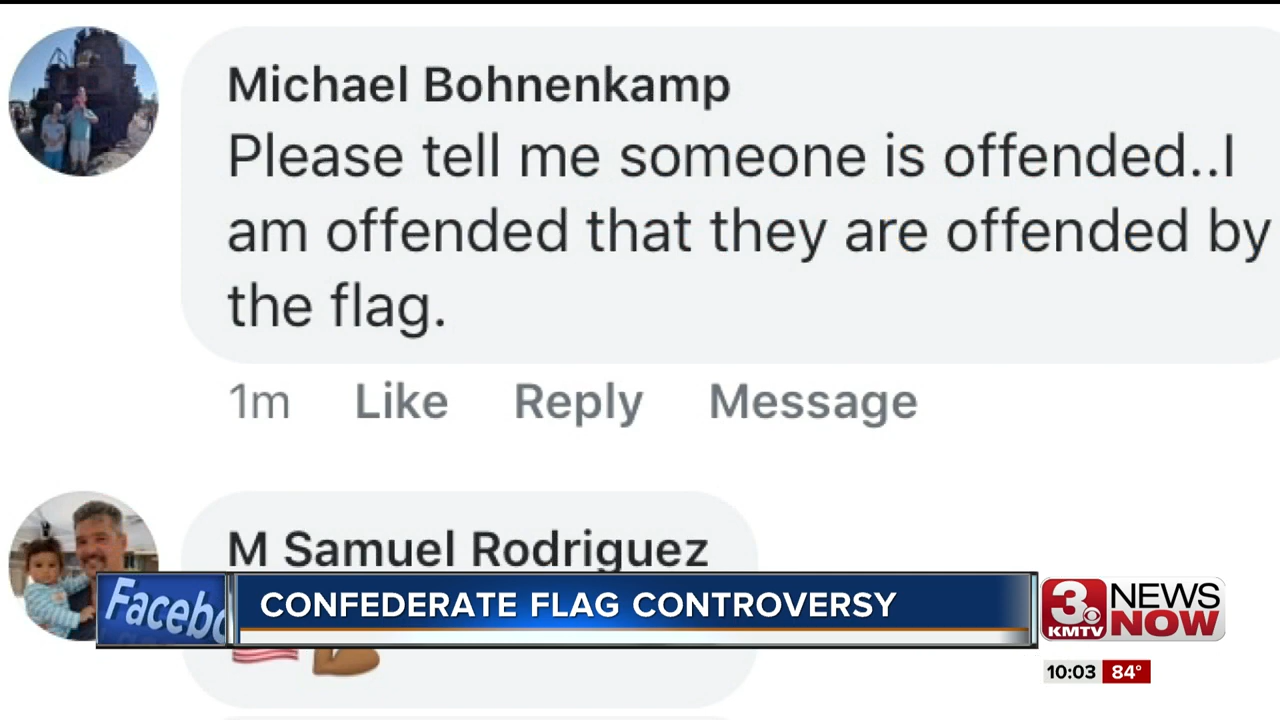 Michael Bohnenkamp
Please tell me someone is offended..I
am offended that they are offended by
the flag.
1m Like Reply Message
M Samuel Rodriguez
CONFEDERATE FLAG CONTROVERSY
3 NEWS
KMTV NOW
10:03 84°